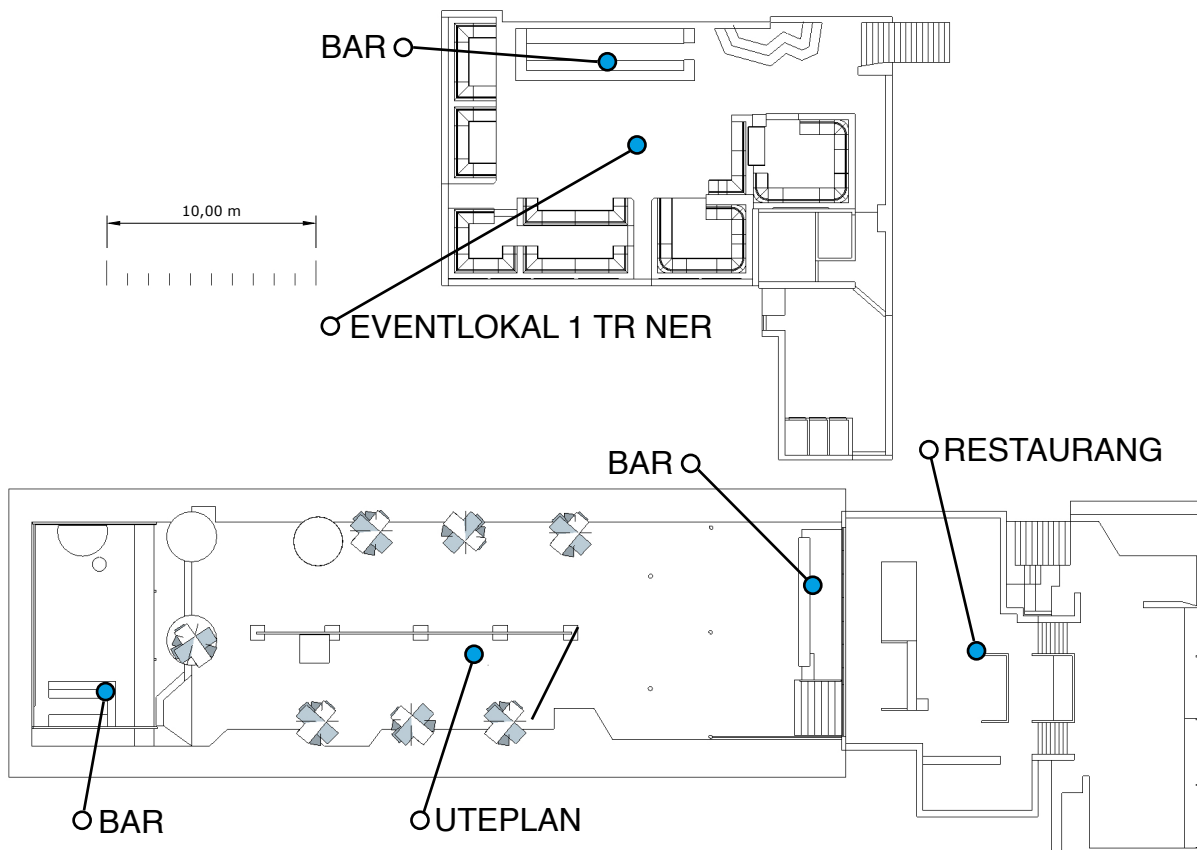 BAR
10,00 m
EVENTLOKAL 1 TR NER
BAR
RESTAURANG
BAR
UTEPLAN